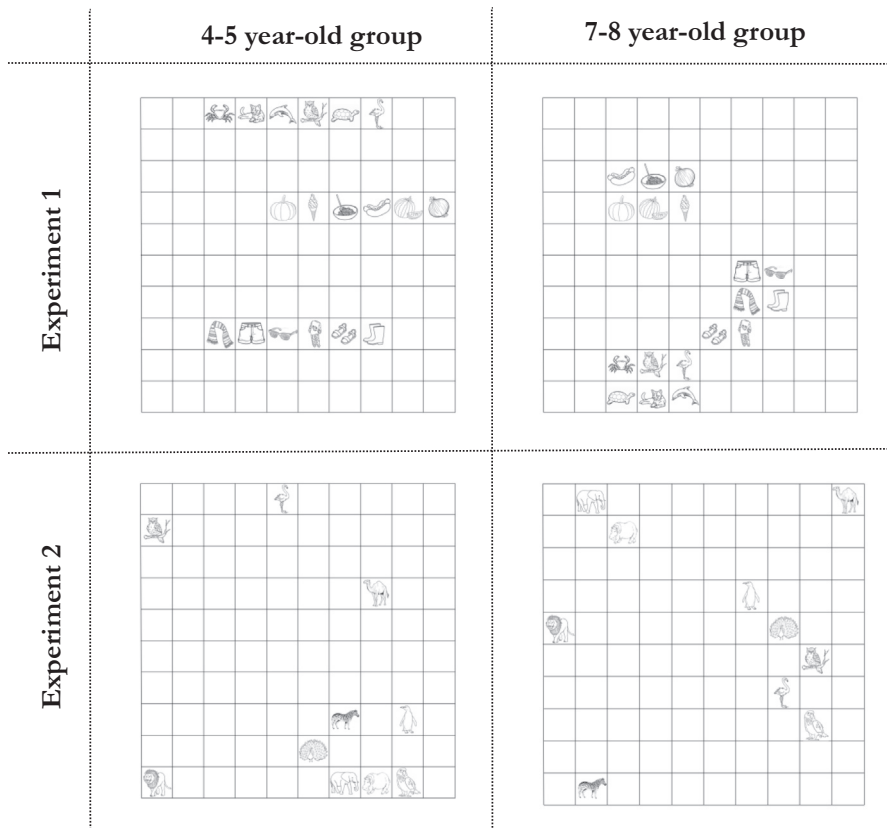 4-5 year-old group
7-8 year-old group
Experiment 1
Experiment 2